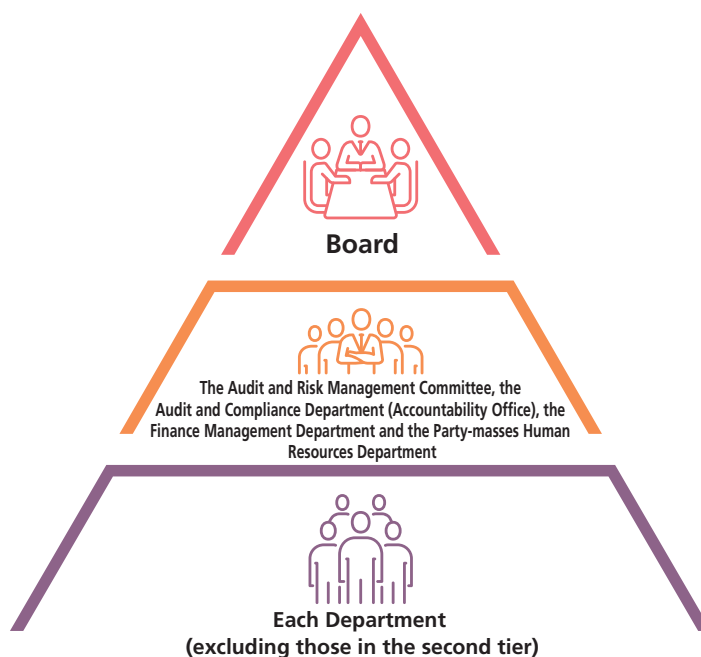 Board
The Audit and Risk Management Committee, the
Audit and Compliance Department (Accountability Office), the
Finance Management Department and the Party-masses Human
Resources Department
Each Department
(excluding those in the second tier)